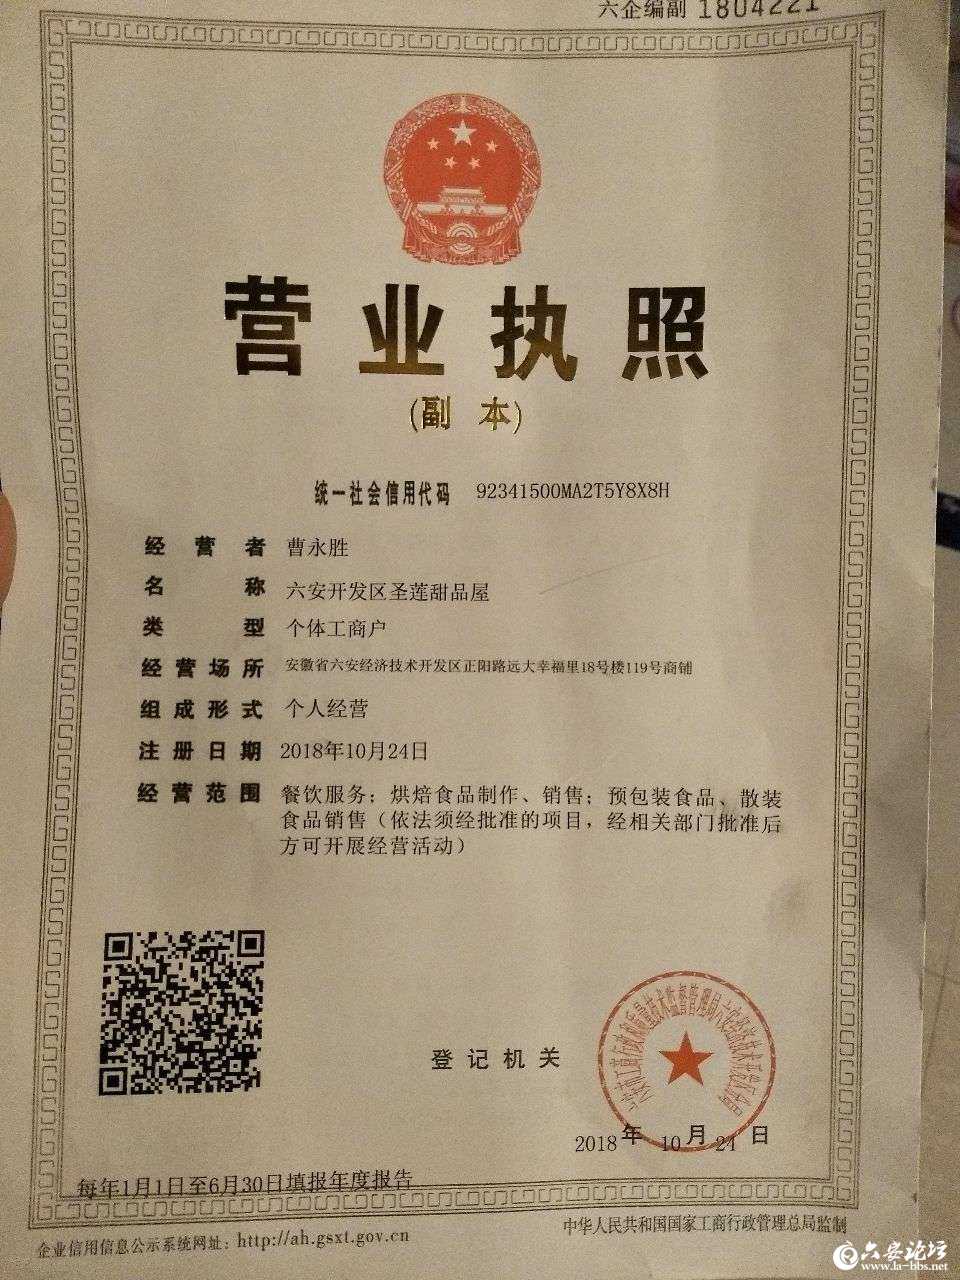 六企编副 1804221
营业执照
(副 本)
统一社会信用代码 92341500MA2T5Y8X8H
经营者 曹永胜
名称 六安开发区圣莲甜品屋
类型 个体工商户
经营场所 安徽省六安经济技术开发区正阳路远大幸福里18号楼119号商铺
组成形式 个人经营
注册日期 2018年10月24日
经营范围 餐饮服务；烘焙食品制作、销售；预包装食品、散装
食品销售（依法须经批准的项目，经相关部门批准后
方可开展经营活动）
登记机关
2018年 10月24日
每年1月1日至6月30日填报年度报告
企业信用信息公示系统网址：http://ah.gsxt.gov.cn
中华人民共和国国家工商行政管理总局监制
六安论坛
www.la-bbs.net